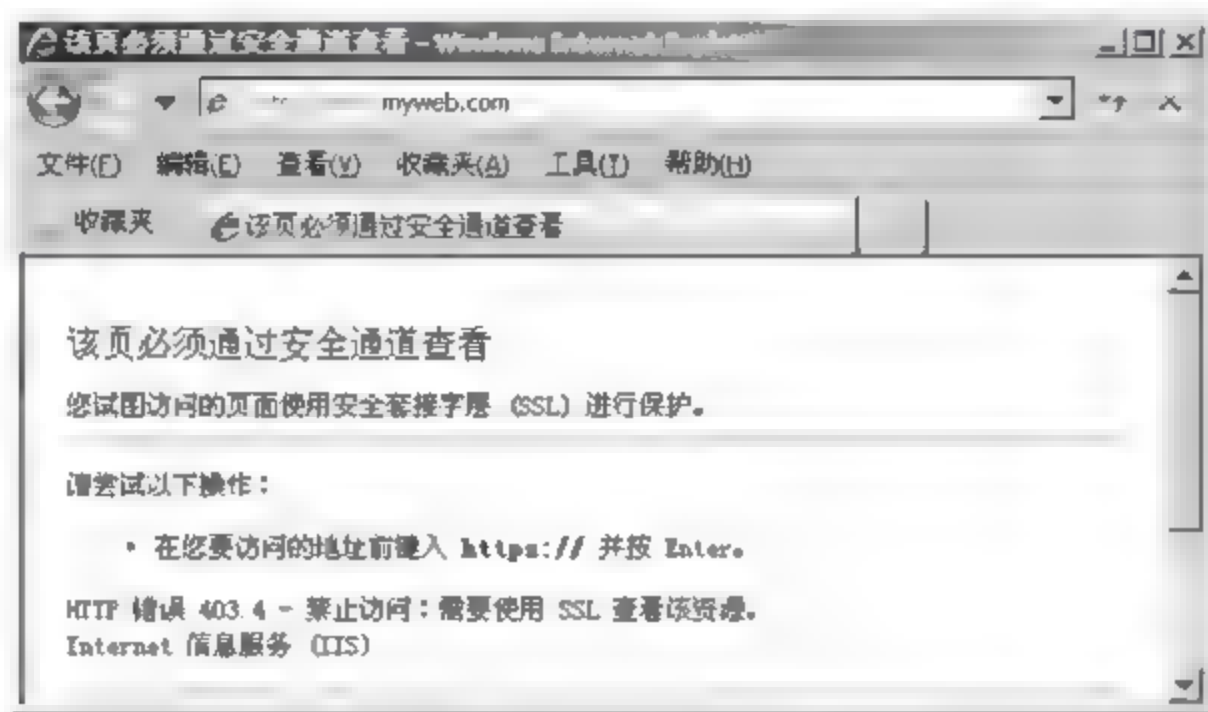 该页必须通过安全通道查看 - Windows Internet
myweb.com
文件(F) 编辑(E) 查看(V) 收藏夹(A) 工具(T) 帮助(H)
收藏夹 该页必须通过安全通道查看
该页必须通过安全通道查看
您试图访问的页面使用安全套接字层 (SSL) 进行保护。
请尝试以下操作：
• 在您要访问的地址前键入 https:// 并按 Enter。
HTTP 错误 403.4 - 禁止访问：需要使用 SSL 查看该资源。
Internet 信息服务 (IIS)